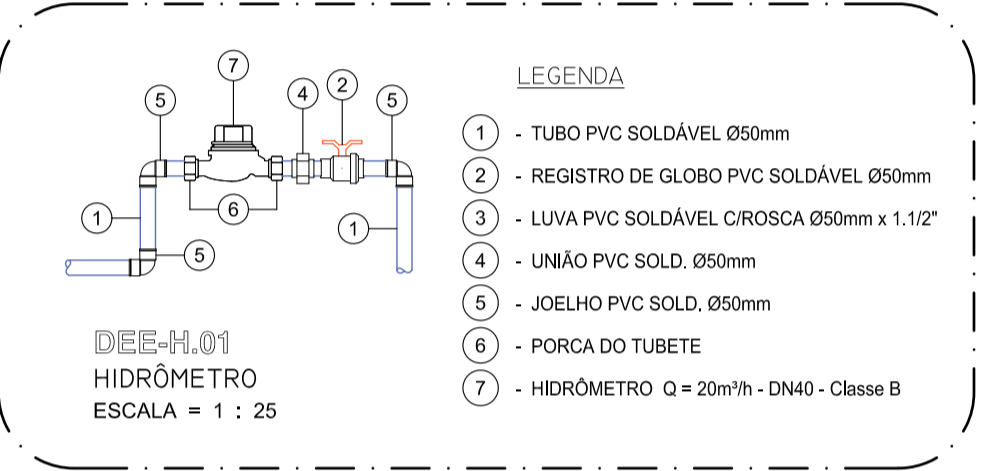 7
5
4
2
5
1
6
1
5
DEE-H.01
HIDRÔMETRO
ESCALA = 1 : 25
LEGENDA
1 - TUBO PVC SOLDÁVEL Ø50mm
2 - REGISTRO DE GLOBO PVC SOLDÁVEL Ø50mm
3 - LUVA PVC SOLDÁVEL C/ROSCA Ø50mm x 1.1/2"
4 - UNIÃO PVC SOLD. Ø50mm
5 - JOELHO PVC SOLD. Ø50mm
6 - PORCA DO TUBETE
7 - HIDRÔMETRO Q = 20m³/h - DN40 - Classe B